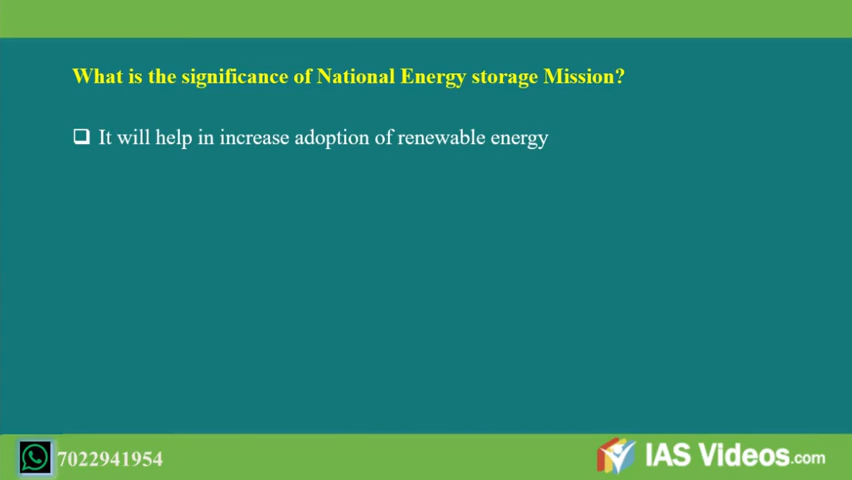 What is the significance of National Energy storage Mission?
It will help in increase adoption of renewable energy
7022941954
IAS Videos.com